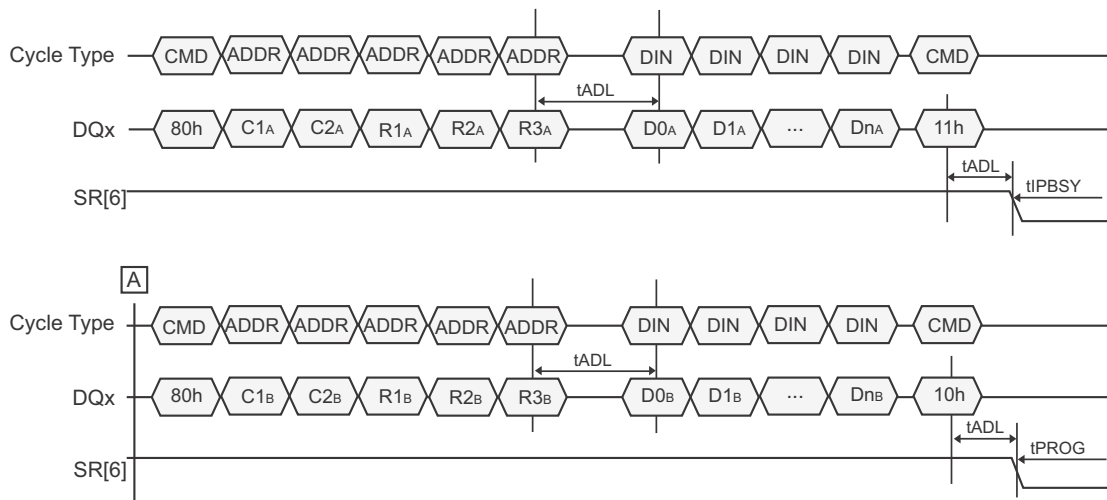 Cycle Type CMD ADDR ADDR ADDR ADDR ADDR DIN DIN DIN DIN CMD
tADL
DQx 80h C1A C2A R1A R2A R3A D0A D1A ... DnA 11h
tADL
SR[6] tIPBSY
A
Cycle Type CMD ADDR ADDR ADDR ADDR ADDR DIN DIN DIN DIN CMD
tADL
DQx 80h C1B C2B R1B R2B R3B D0B D1B ... DnB 10h
tADL
SR[6] tPROG